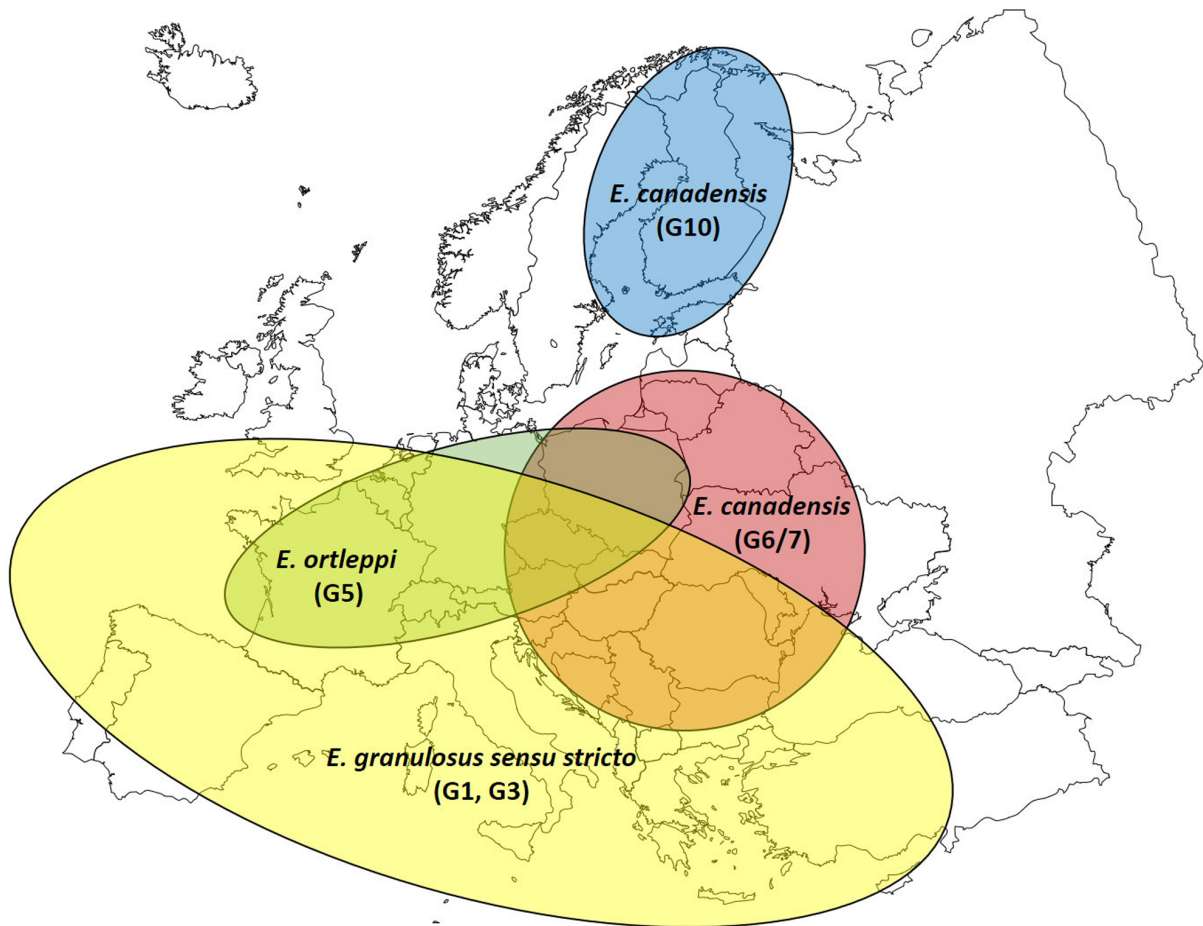 E. canadensis
(G10)
E. canadensis
(G6/7)
E. ortleppi
(G5)
E. granulosus sensu stricto
(G1, G3)